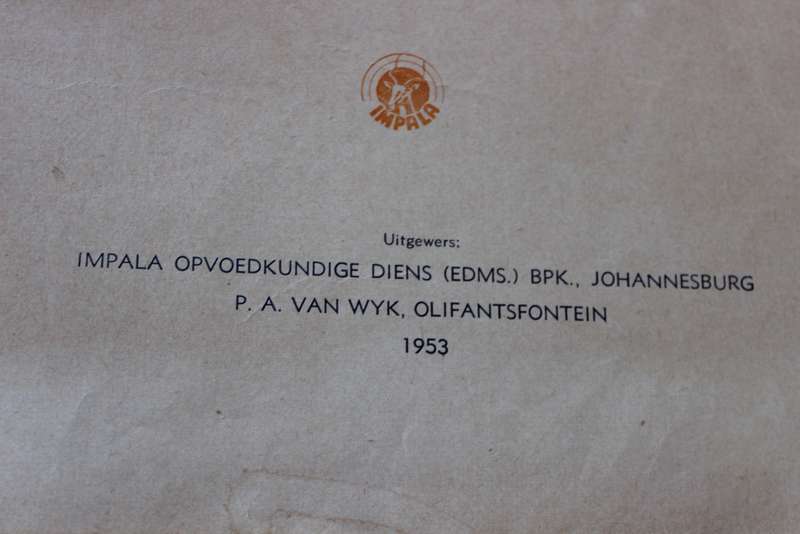 IMPALA
Uitgewers:
IMPALA OPVOEDKUNDIGE DIENS (EDMS.) BPK., JOHANNESBURG
P. A. VAN WYK, OLIFANTSFONTEIN
1953